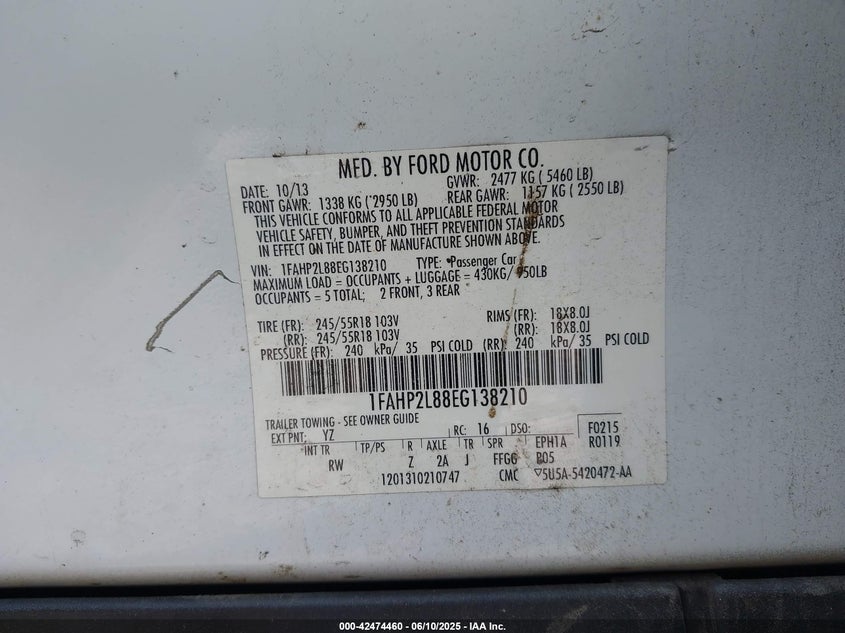 MFD. BY FORD MOTOR CO.
DATE: 10/13 GVWR: 2477 KG ( 5460 LB)
FRONT GAWR: 1338 KG ( 2950 LB) REAR GAWR: 1157 KG ( 2550 LB)
THIS VEHICLE CONFORMS TO ALL APPLICABLE FEDERAL MOTOR
VEHICLE SAFETY, BUMPER, AND THEFT PREVENTION STANDARDS
IN EFFECT ON THE DATE OF MANUFACTURE SHOWN ABOVE.
VIN: 1FAHP2L88EG138210 TYPE: Passenger Car
MAXIMUM LOAD = OCCUPANTS + LUGGAGE = 430KG/ 950LB
OCCUPANTS = 5 TOTAL; 2 FRONT, 3 REAR
TIRE (FR): 245/55R18 103V RIMS (FR): 18X8.0J
(RR): 245/55R18 103V (RR): 18X8.0J
PRESSURE (FR): 240 kPa/ 35 PSI COLD (RR): 240 kPa/ 35 PSI COLD
1FAHP2L88EG138210
TRAILER TOWING - SEE OWNER GUIDE
EXT PNT: YZ RC: 16 DSO: F0215
INT TR TP/PS R AXLE TR SPR EPH1A R0119
RW Z 2A J FFGG B05
1201310210747 CMC 5U5A-5420472-AA
000-42474460 - 06/10/2025 - IAA Inc.